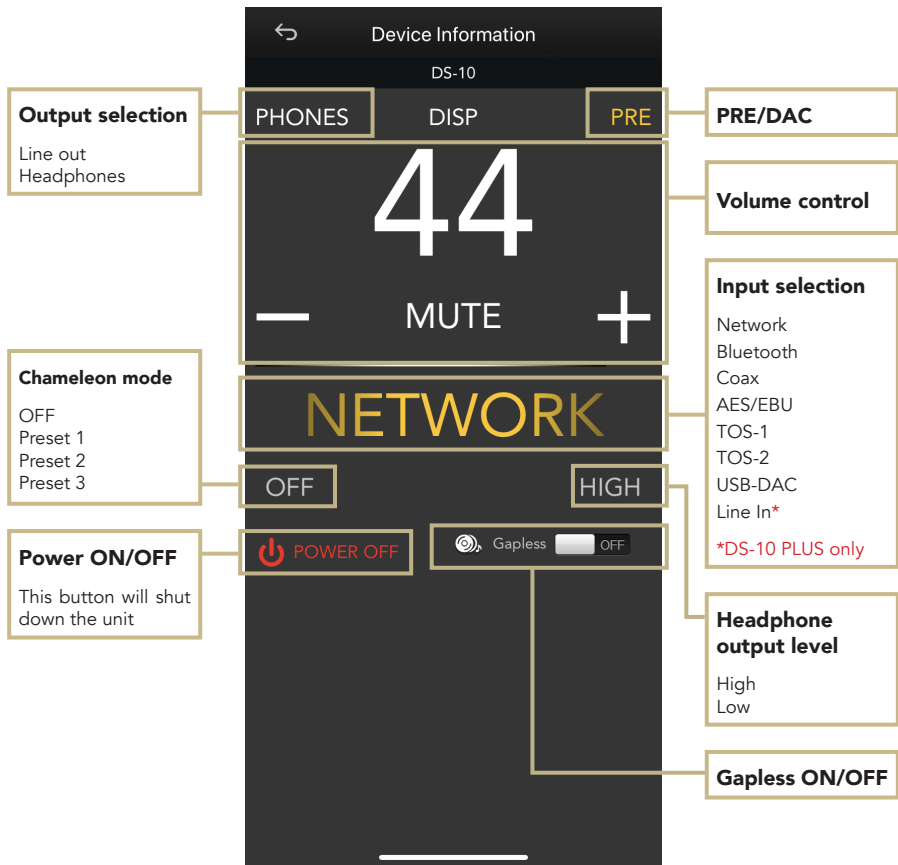 Device Information
DS-10
Output selection
Line out
Headphones
PHONES
DISP
PRE
PRE/DAC
44
Volume control
MUTE
Input selection
Network
Bluetooth
Coax
AES/EBU
TOS-1
TOS-2
USB-DAC
Line In*
*DS-10 PLUS only
Chameleon mode
OFF
Preset 1
Preset 2
Preset 3
NETWORK
OFF
HIGH
Power ON/OFF
This button will shut
down the unit
POWER OFF
Gapless
OFF
Headphone
output level
High
Low
Gapless ON/OFF